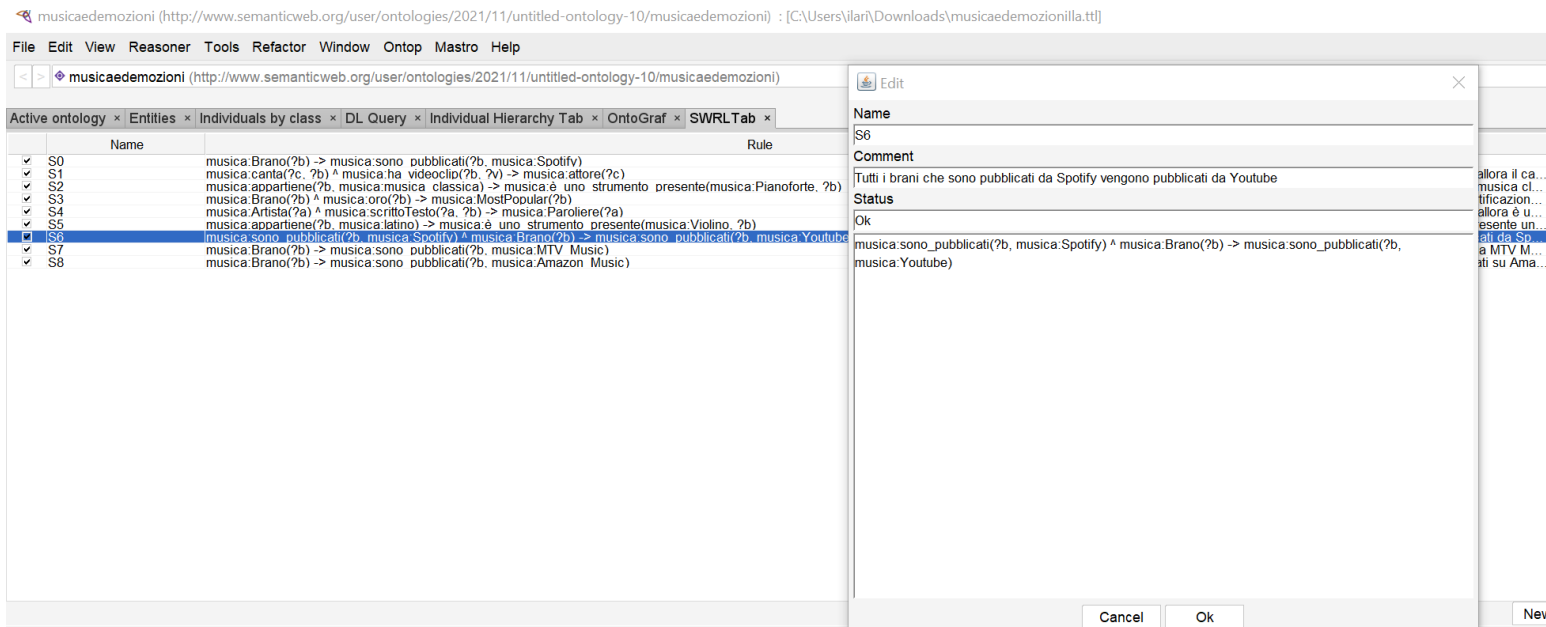 musicaedemozioni (http://www.semanticweb.org/user/ontologies/2021/11/untitled-ontology-10/musicaedemozioni) : [C:\Users\ilari\Downloads\musicaedemozionilla.ttl]
File Edit View Reasoner Tools Refactor Window Ontop Mastro Help
< > musicaedemozioni (http://www.semanticweb.org/user/ontologies/2021/11/untitled-ontology-10/musicaedemozioni)
Active ontology × Entities × Individuals by class × DL Query × Individual Hierarchy Tab × OntoGraf × SWRLTab ×
Name Rule
S0 musica:Brano(?b) -> musica:sono_pubblicati(?b, musica:Spotify)
S1 musica:canta(?c, ?b) ^ musica:ha_videoclip(?b, ?v) -> musica:attore(?c)
S2 musica:appartiene(?b, musica:musica_classica) -> musica:è_uno_strumento_presente(musica:Pianoforte, ?b)
S3 musica:Brano(?b) ^ musica:oro(?b) -> musica:MostPopular(?b)
S4 musica:Artista(?a) ^ musica:scrittoTesto(?a, ?b) -> musica:Paroliere(?a)
S5 musica:appartiene(?b, musica:latino) -> musica:è_uno_strumento_presente(musica:Violino, ?b)
S6 musica:sono_pubblicati(?b, musica:Spotify) ^ musica:Brano(?b) -> musica:sono_pubblicati(?b, musica:Youtube
S7 musica:Brano(?b) -> musica:sono_pubblicati(?b, musica:MTV_Music)
S8 musica:Brano(?b) -> musica:sono_pubblicati(?b, musica:Amazon_Music)
Edit
Name
S6
Comment
Tutti i brani che sono pubblicati da Spotify vengono pubblicati da Youtube
Status
Ok
musica:sono_pubblicati(?b, musica:Spotify) ^ musica:Brano(?b) -> musica:sono_pubblicati(?b,
musica:Youtube)
Cancel Ok
allora il ca...
musica cl...
tificazion...
allora è u...
resente un...
ati da Sp...
a MTV M...
ati su Ama...
New